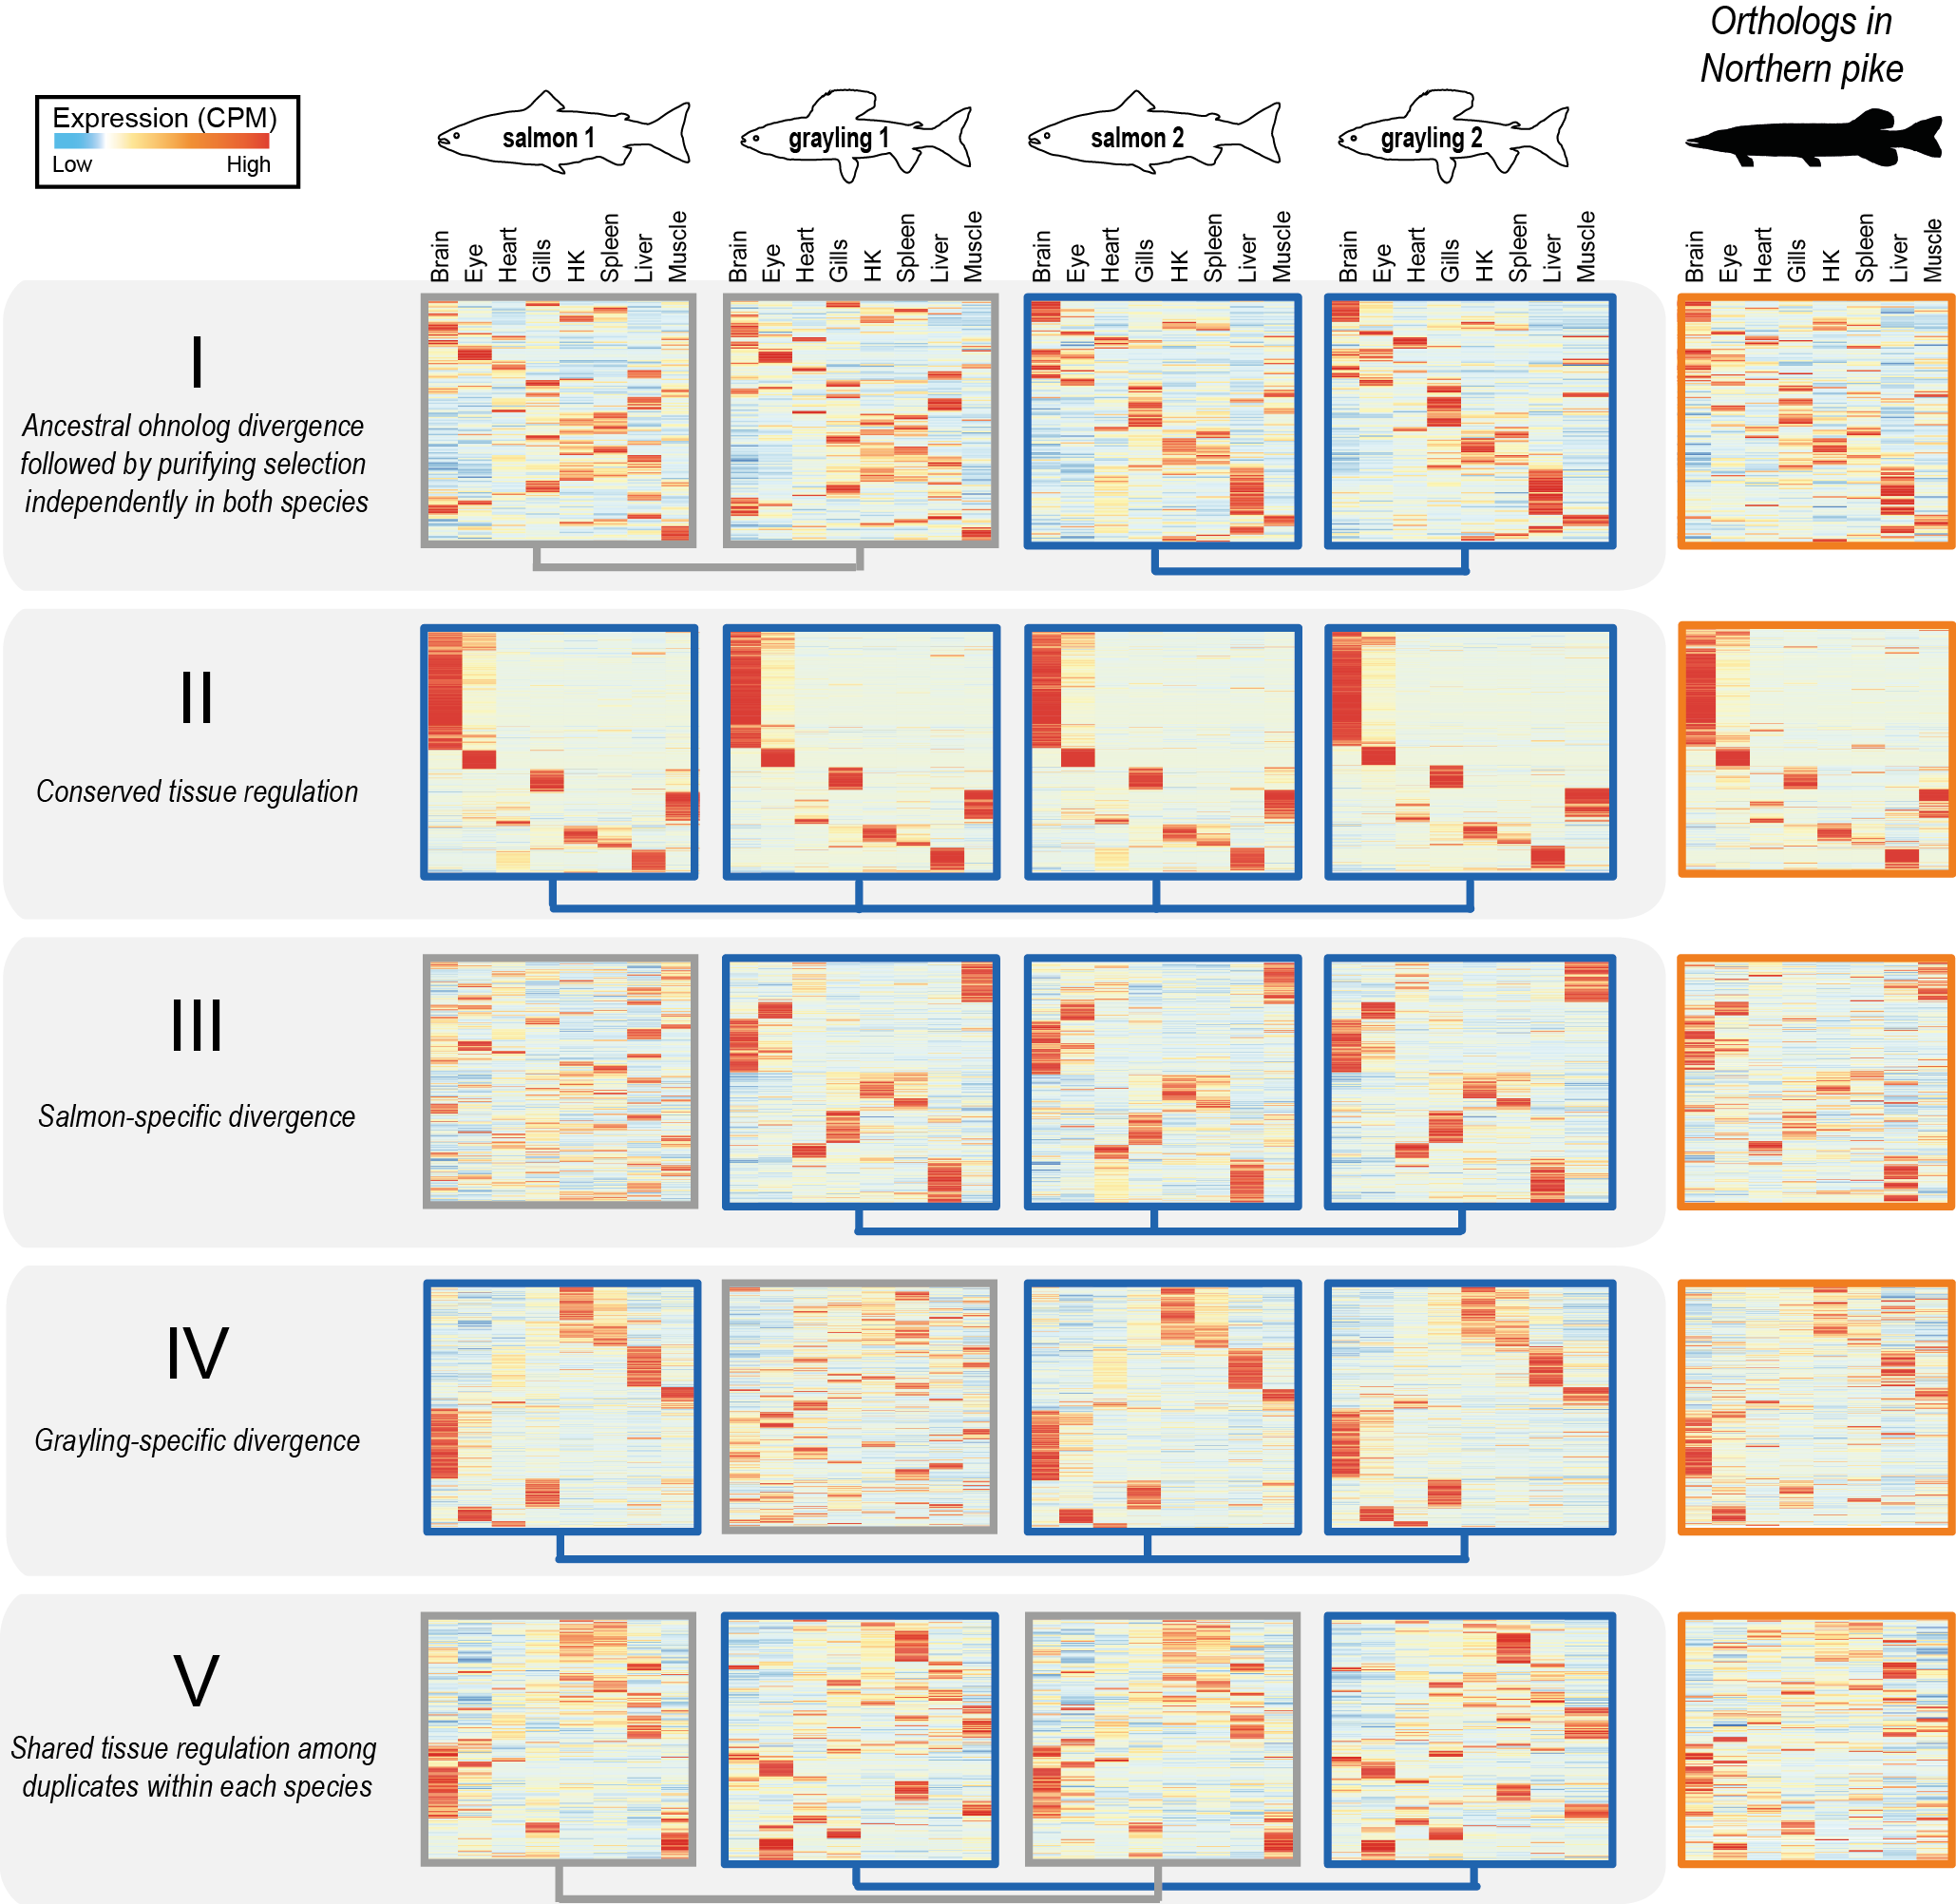 Orthologs in
Northern pike
Expression (CPM)
Low High
salmon 1 grayling 1 salmon 2 grayling 2
Brain Eye Heart Gills HK Spleen Liver Muscle Brain Eye Heart Gills HK Spleen Liver Muscle Brain Eye Heart Gills HK Spleen Liver Muscle Brain Eye Heart Gills HK Spleen Liver Muscle Brain Eye Heart Gills HK Spleen Liver Muscle
I
Ancestral ohnolog divergence
followed by purifying selection
independently in both species
II
Conserved tissue regulation
III
Salmon-specific divergence
IV
Grayling-specific divergence
V
Shared tissue regulation among
duplicates within each species